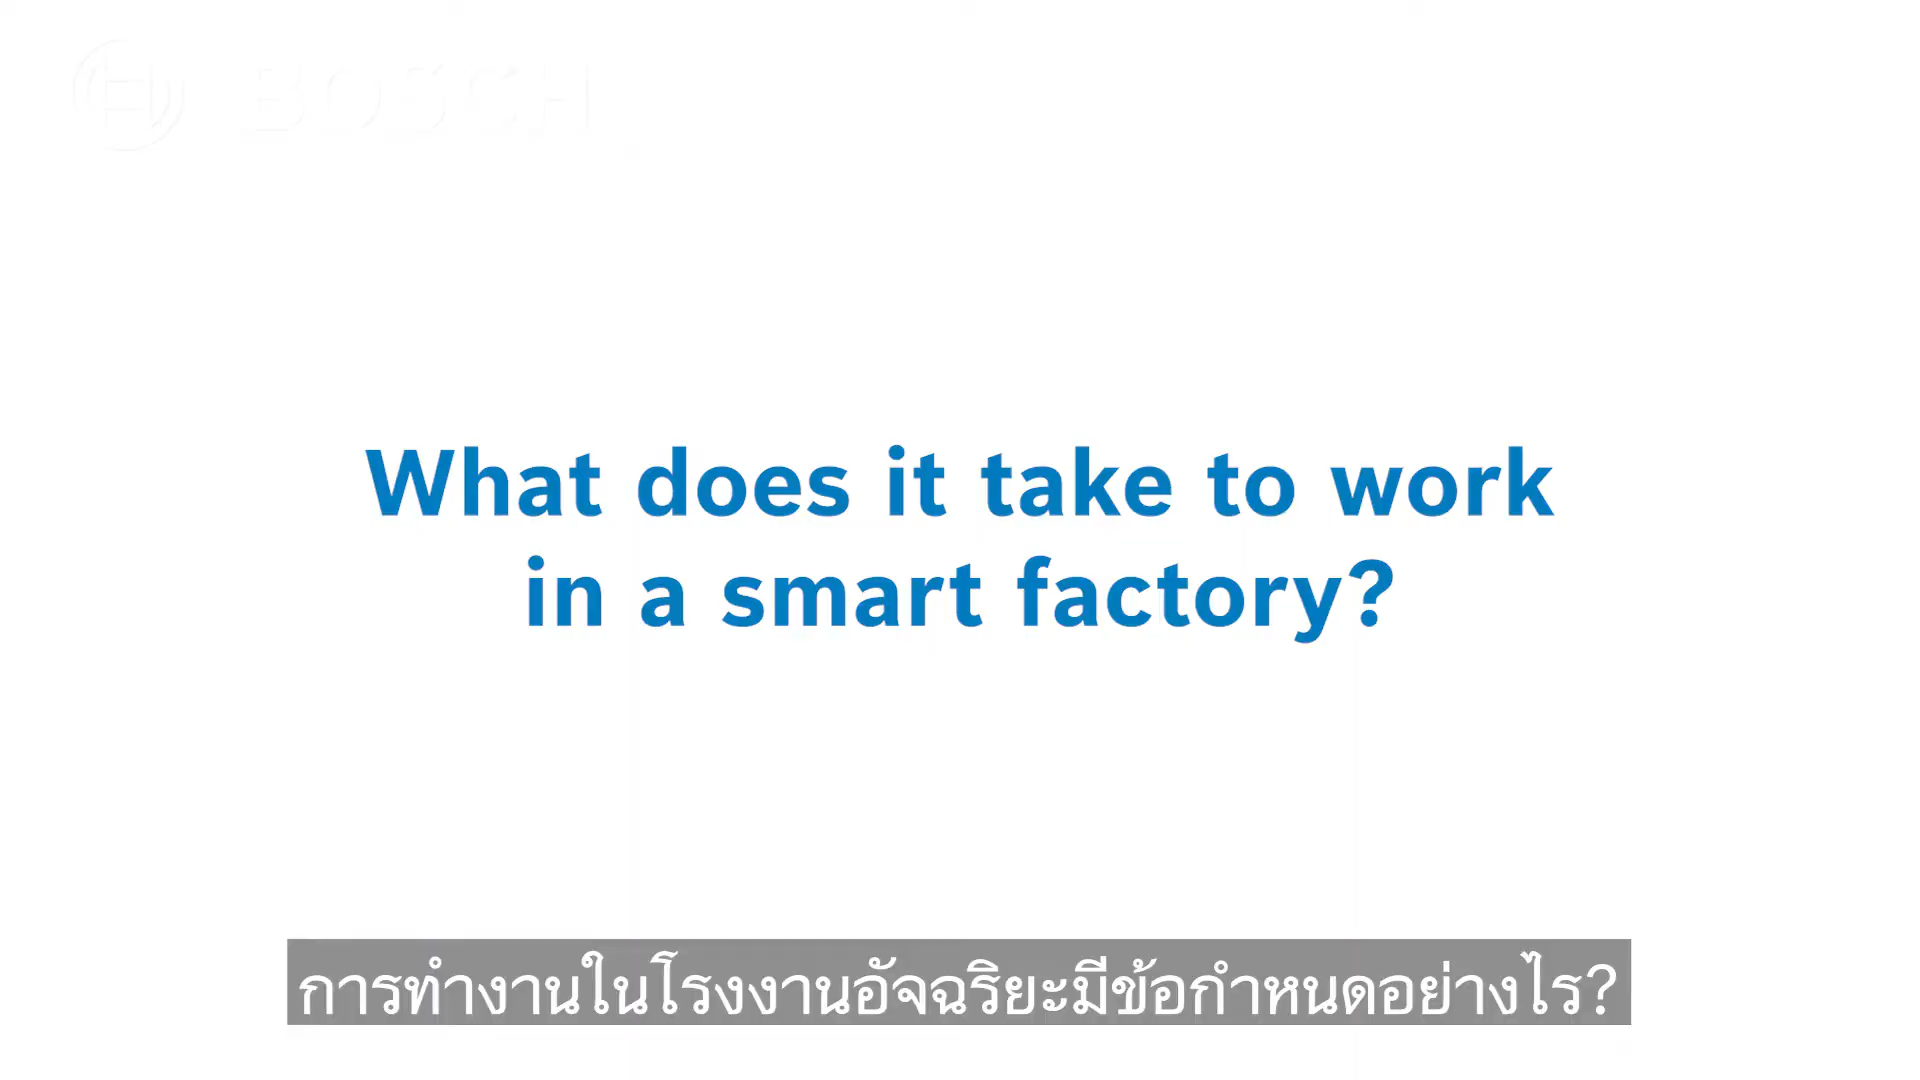 BOSCH
What does it take to work
in a smart factory?
การทำงานในโรงงานอัจฉริยะมีข้อกำหนดอย่างไร?